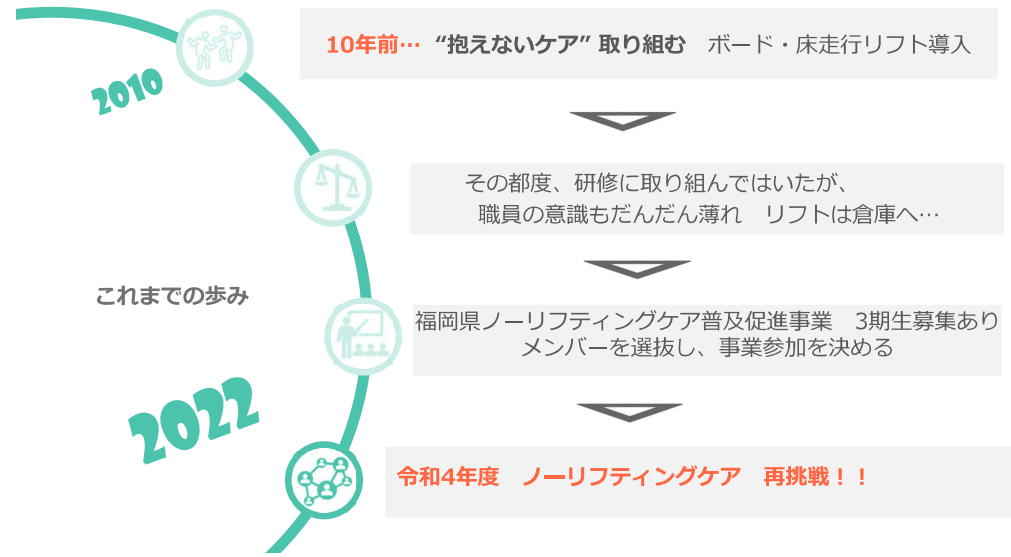 10年前… “抱えないケア” 取り組む　ボード・床走行リフト導入
2010
その都度、研修に取り組んではいたが、
職員の意識もだんだん薄れ　リフトは倉庫へ…
これまでの歩み
福岡県ノーリフティングケア普及促進事業　3期生募集あり
メンバーを選抜し、事業参加を決める
2022
令和4年度　ノーリフティングケア　再挑戦！！